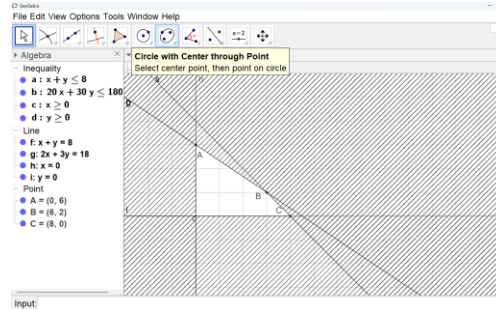 GeoGebra
File Edit View Options Tools Window Help
a=2
Algebra
Circle with Center through Point
Select center point, then point on circle
Inequality
a : x + y ≤ 8
b : 20 x + 30 y ≤ 180
c : x ≥ 0
d : y ≥ 0
Line
f: x + y = 8
g: 2x + 3y = 18
h: x = 0
i: y = 0
Point
A = (0, 6)
B = (6, 2)
C = (8, 0)
g
A
B
C
Input: